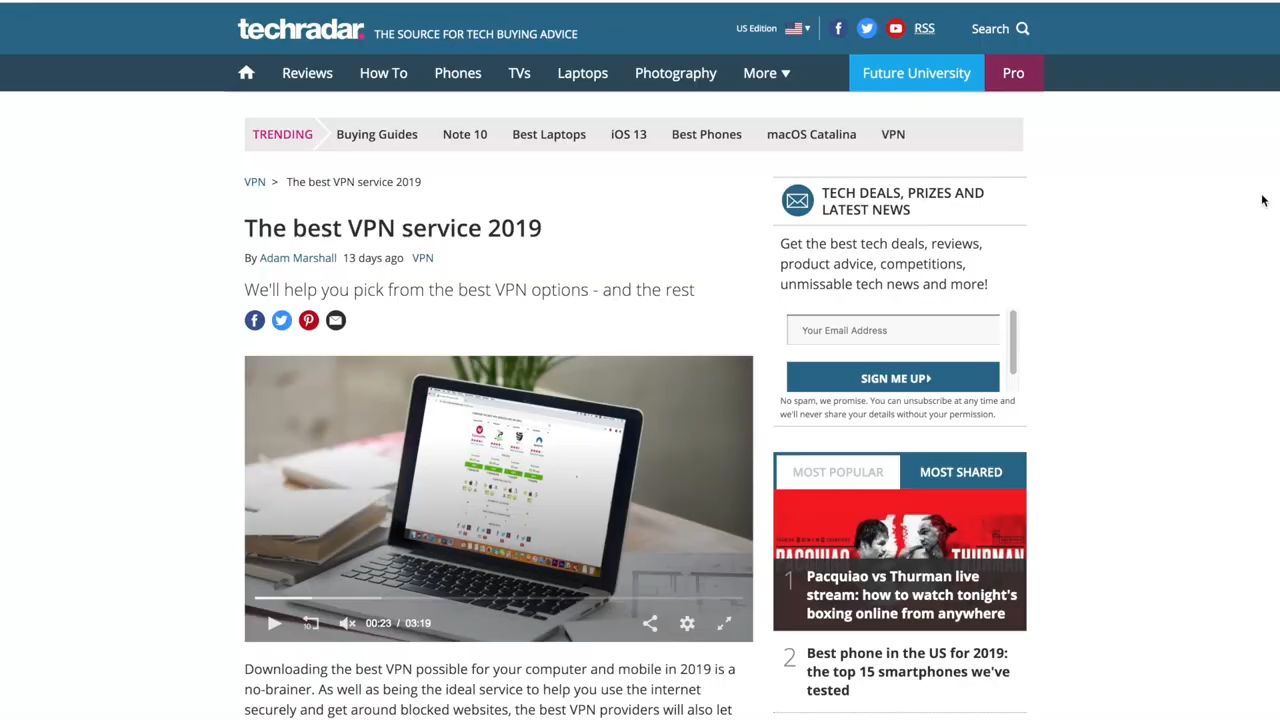 techradar. THE SOURCE FOR TECH BUYING ADVICE
US Edition
RSS
Search
Reviews How To Phones TVs Laptops Photography More Future University Pro
TRENDING Buying Guides Note 10 Best Laptops iOS 13 Best Phones macOS Catalina VPN
VPN > The best VPN service 2019
The best VPN service 2019
By Adam Marshall 13 days ago VPN
We'll help you pick from the best VPN options - and the rest
10
00:23 / 03:19
Downloading the best VPN possible for your computer and mobile in 2019 is a
no-brainer. As well as being the ideal service to help you use the internet
securely and get around blocked websites, the best VPN providers will also let
TECH DEALS, PRIZES AND
LATEST NEWS
Get the best tech deals, reviews,
product advice, competitions,
unmissable tech news and more!
Your Email Address
SIGN ME UP
No spam, we promise. You can unsubscribe at any time and
we'll never share your details without your permission.
MOST POPULAR MOST SHARED
PACQUIAO THURMAN
1 Pacquiao vs Thurman live
stream: how to watch tonight's
boxing online from anywhere
2 Best phone in the US for 2019:
the top 15 smartphones we've
tested